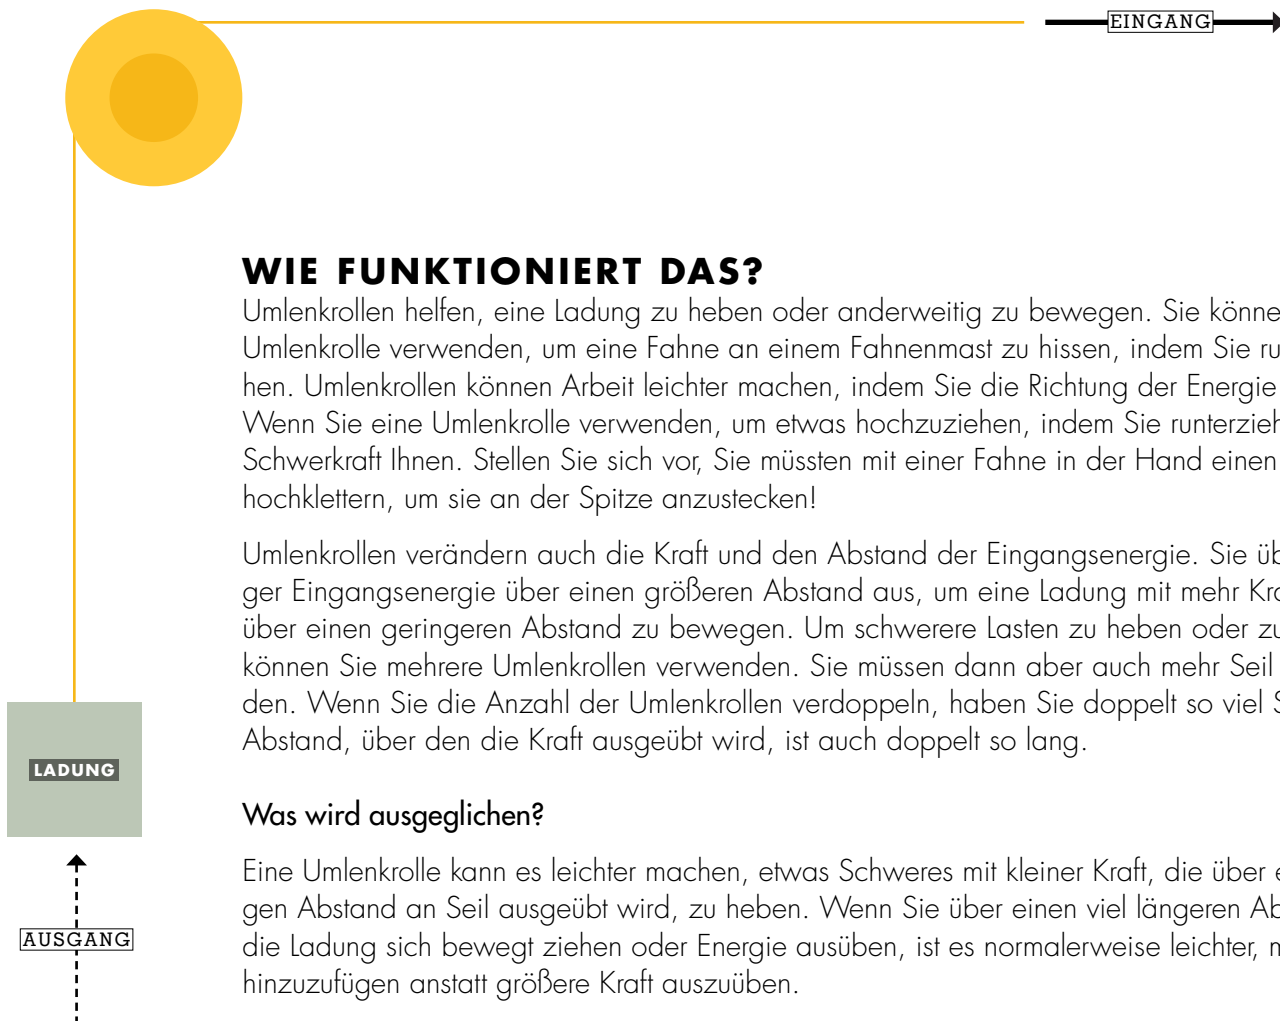 EINGANG
WIE FUNKTIONIERT DAS?
Umlenkrollen helfen, eine Ladung zu heben oder anderweitig zu bewegen. Sie könne
Umlenkrolle verwenden, um eine Fahne an einem Fahnenmast zu hissen, indem Sie ru
hen. Umlenkrollen können Arbeit leichter machen, indem Sie die Richtung der Energie
Wenn Sie eine Umlenkrolle verwenden, um etwas hochzuziehen, indem Sie runterzieh
Schwerkraft Ihnen. Stellen Sie sich vor, Sie müssten mit einer Fahne in der Hand einen
hochklettern, um sie an der Spitze anzustecken!
Umlenkrollen verändern auch die Kraft und den Abstand der Eingangsenergie. Sie üb
ger Eingangsenergie über einen größeren Abstand aus, um eine Ladung mit mehr Kra
über einen geringeren Abstand zu bewegen. Um schwerere Lasten zu heben oder zu
können Sie mehrere Umlenkrollen verwenden. Sie müssen dann aber auch mehr Seil
den. Wenn Sie die Anzahl der Umlenkrollen verdoppeln, haben Sie doppelt so viel S
Abstand, über den die Kraft ausgeübt wird, ist auch doppelt so lang.
LADUNG
Was wird ausgeglichen?
Eine Umlenkrolle kann es leichter machen, etwas Schweres mit kleiner Kraft, die über e
gen Abstand an Seil ausgeübt wird, zu heben. Wenn Sie über einen viel längeren Ab
AUSGANG
die Ladung sich bewegt ziehen oder Energie ausüben, ist es normalerweise leichter, m
hinzuzufügen anstatt größere Kraft auszuüben.